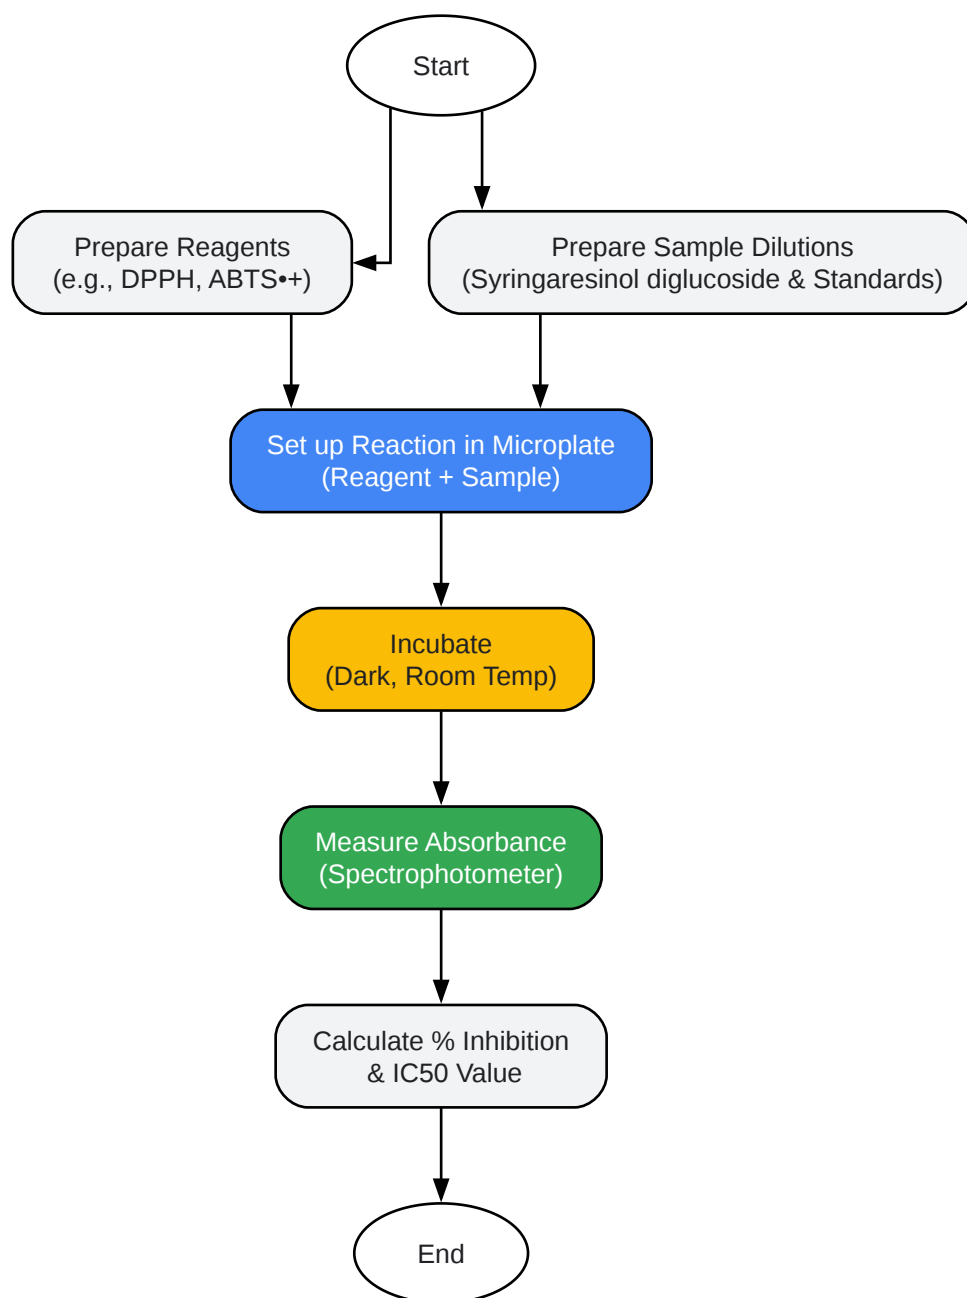 Start
Prepare Reagents
(e.g., DPPH, ABTS•+)
Prepare Sample Dilutions
(Syringaresinol diglucoside & Standards)
Set up Reaction in Microplate
(Reagent + Sample)
Incubate
(Dark, Room Temp)
Measure Absorbance
(Spectrophotometer)
Calculate % Inhibition
& IC50 Value
End